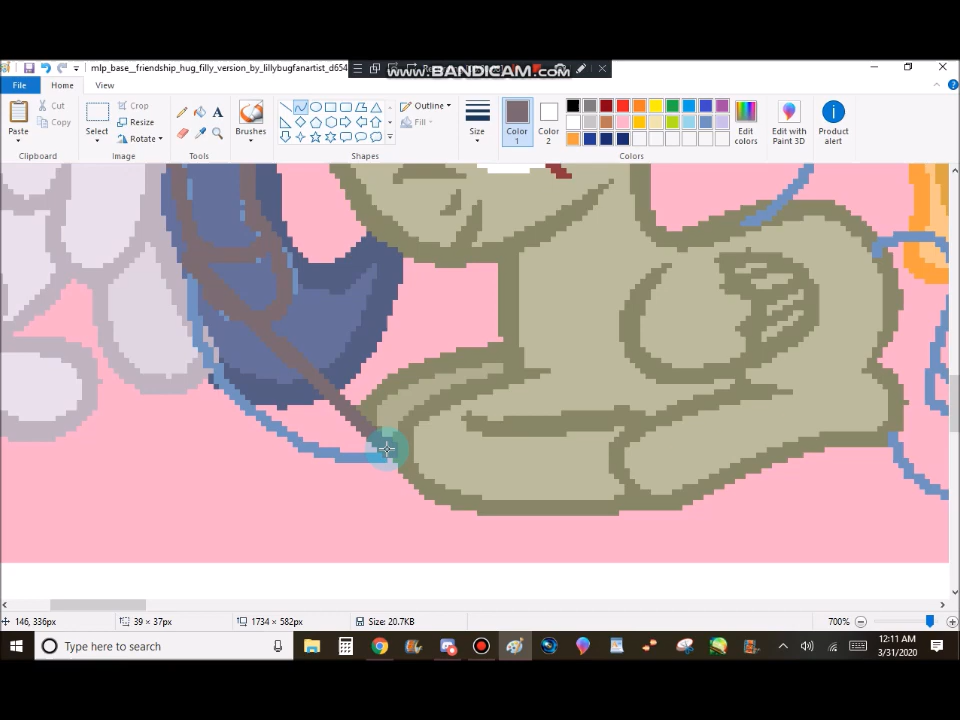 mlp_base__friendship_hug_filly_version_by_lillybugfanartist_d654
www.BANDICAM.com
File
Home
View
Paste
Cut
Copy
Clipboard
Select
Crop
Resize
Rotate
Image
A
Tools
Brushes
Outline
Fill
Shapes
Size
Color
1
Color
2
Edit
colors
Colors
Edit with
Paint 3D
Product
alert
146, 336px
39 × 37px
1734 × 582px
Size: 20.7KB
700%
Type here to search
12:11 AM
3/31/2020